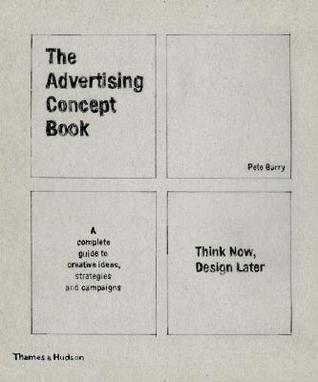 The
Advertising
Concept
Book
Pete Barry
A
complete
guide to
creative ideas,
strategies
and campaigns
Think Now,
Design Later
Thames & Hudson